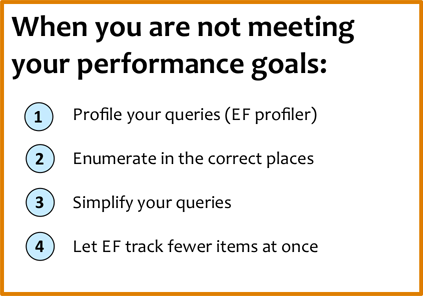 When you are not meeting
your performance goals:
1 Profile your queries (EF profiler)
2 Enumerate in the correct places
3 Simplify your queries
4 Let EF track fewer items at once